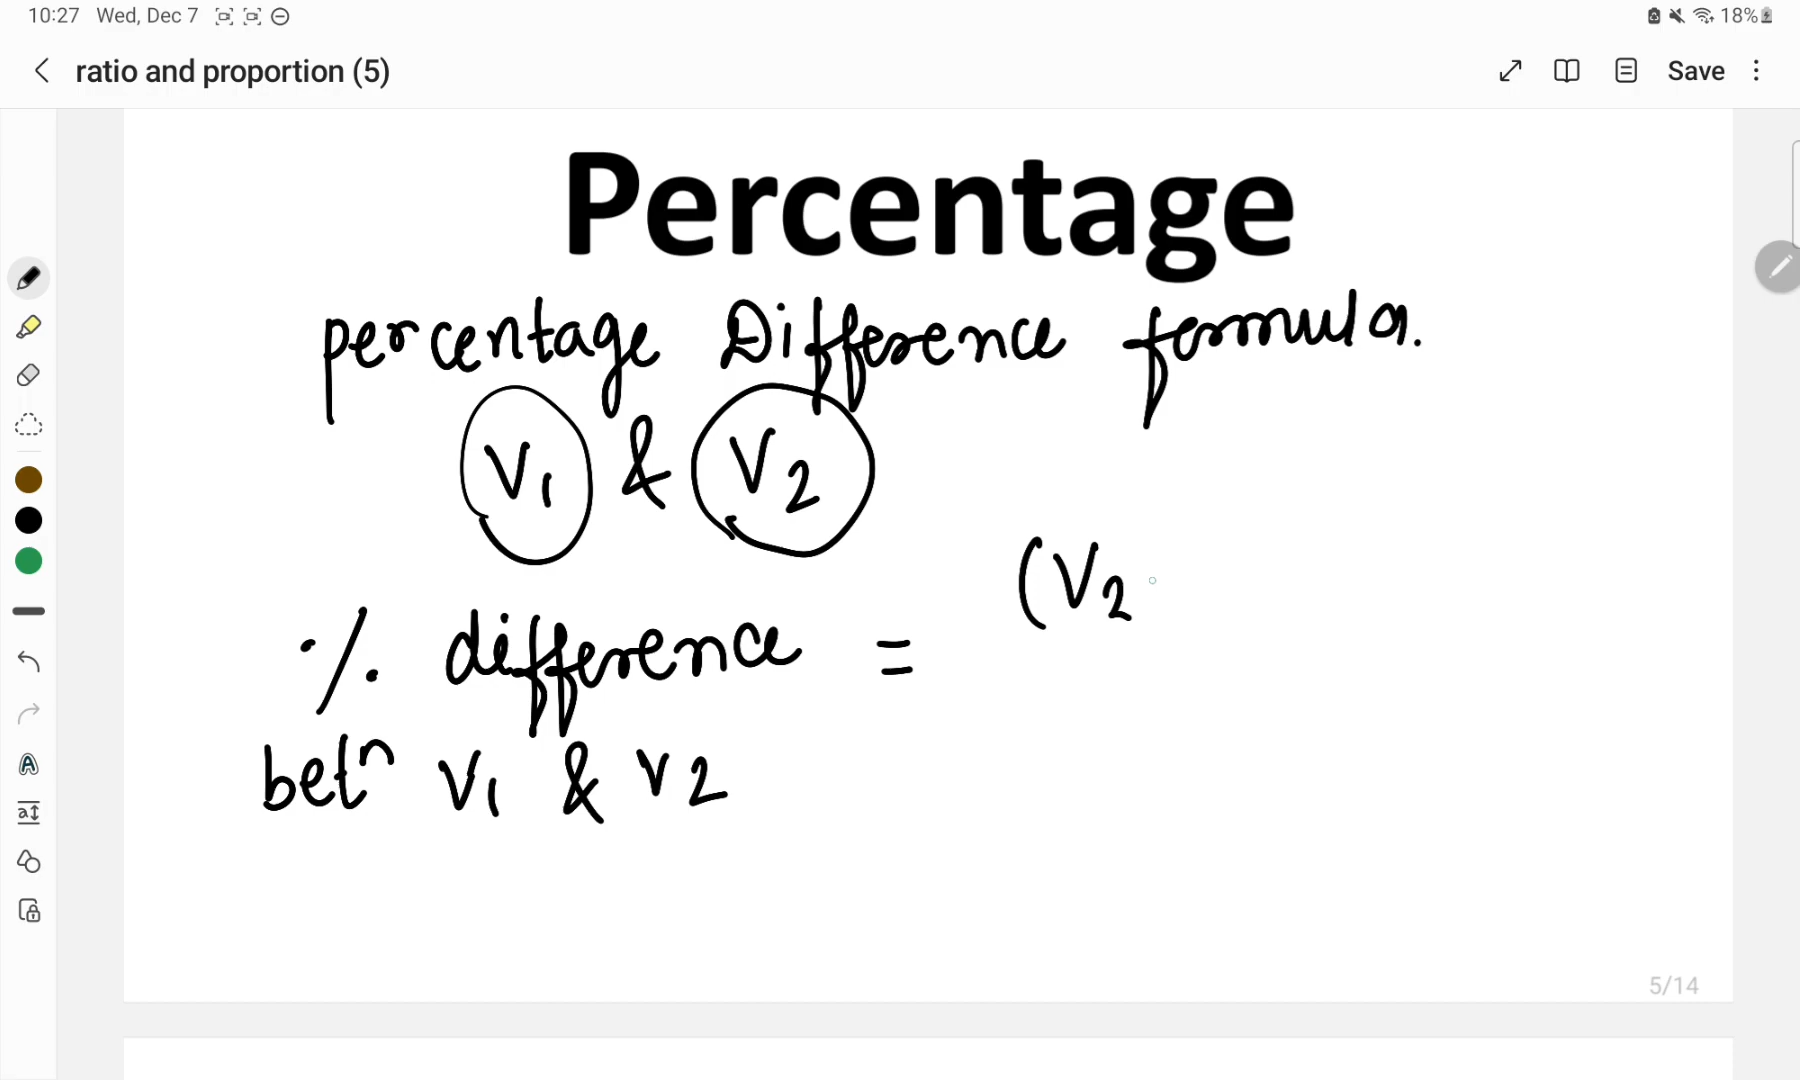 10:27 Wed, Dec 7 18%
ratio and proportion (5) Save
Percentage
percentage Difference formula.
V1 & V2
(V2
% difference =
betn V1 & V2
5/14